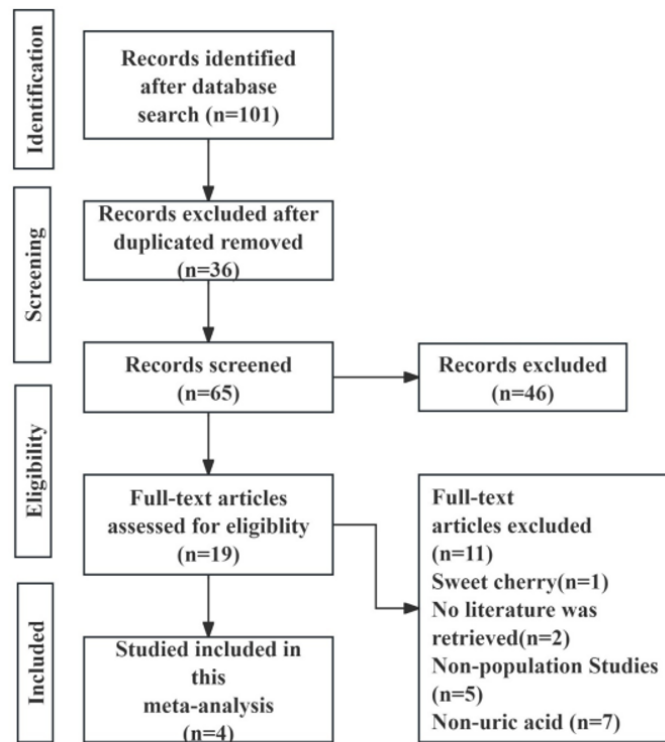 Identification
Records identified
after database
search (n=101)
Screening
Records excluded after
duplicated removed
(n=36)
Records screened
(n=65)
Records excluded
(n=46)
Eligibility
Full-text articles
assessed for eligiblity
(n=19)
Full-text
articles excluded
(n=11)
Sweet cherry(n=1)
No literature was
retrieved(n=2)
Non-population Studies
(n=5)
Non-uric acid (n=7)
Included
Studied included in
this
meta-analysis
(n=4)